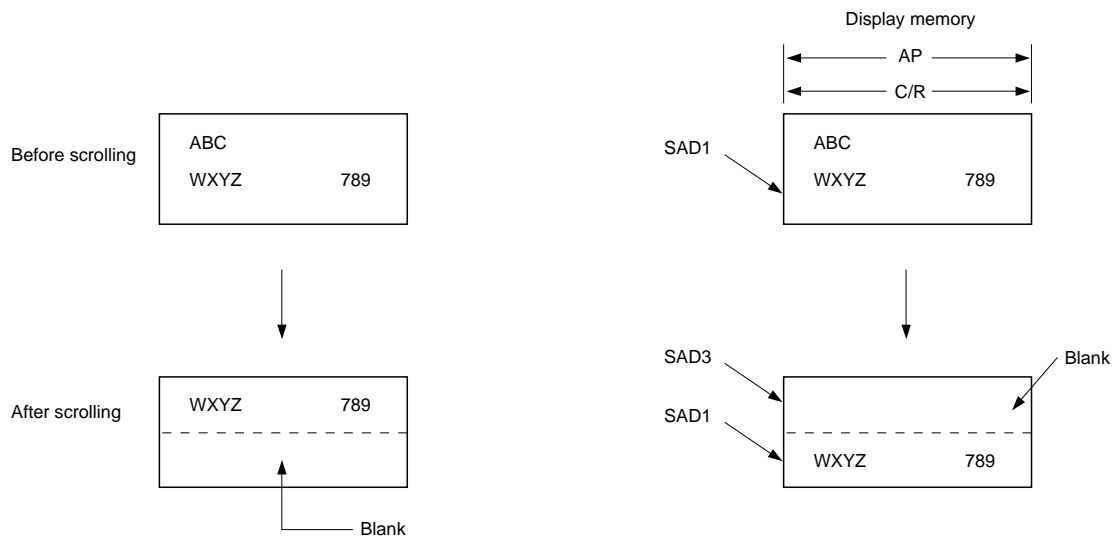 Display memory
AP
C/R
Before scrolling
ABC
WXYZ 789
SAD1
ABC
WXYZ 789
After scrolling
WXYZ 789
Blank
SAD3
SAD1
Blank
WXYZ 789